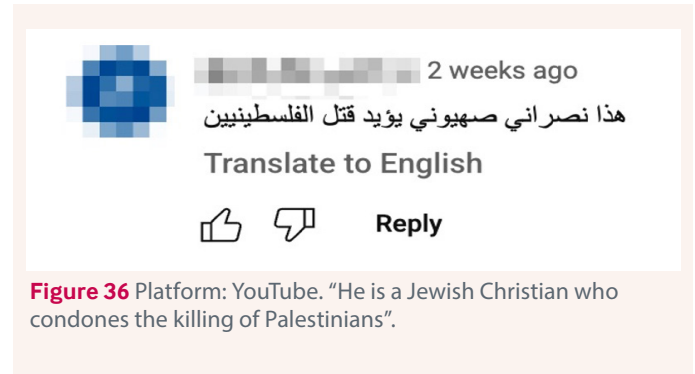 2 weeks ago
هذا نصراني صهيوني يؤيد قتل الفلسطينيين
Translate to English
Reply
Figure 36 Platform: YouTube. “He is a Jewish Christian who
condones the killing of Palestinians”.